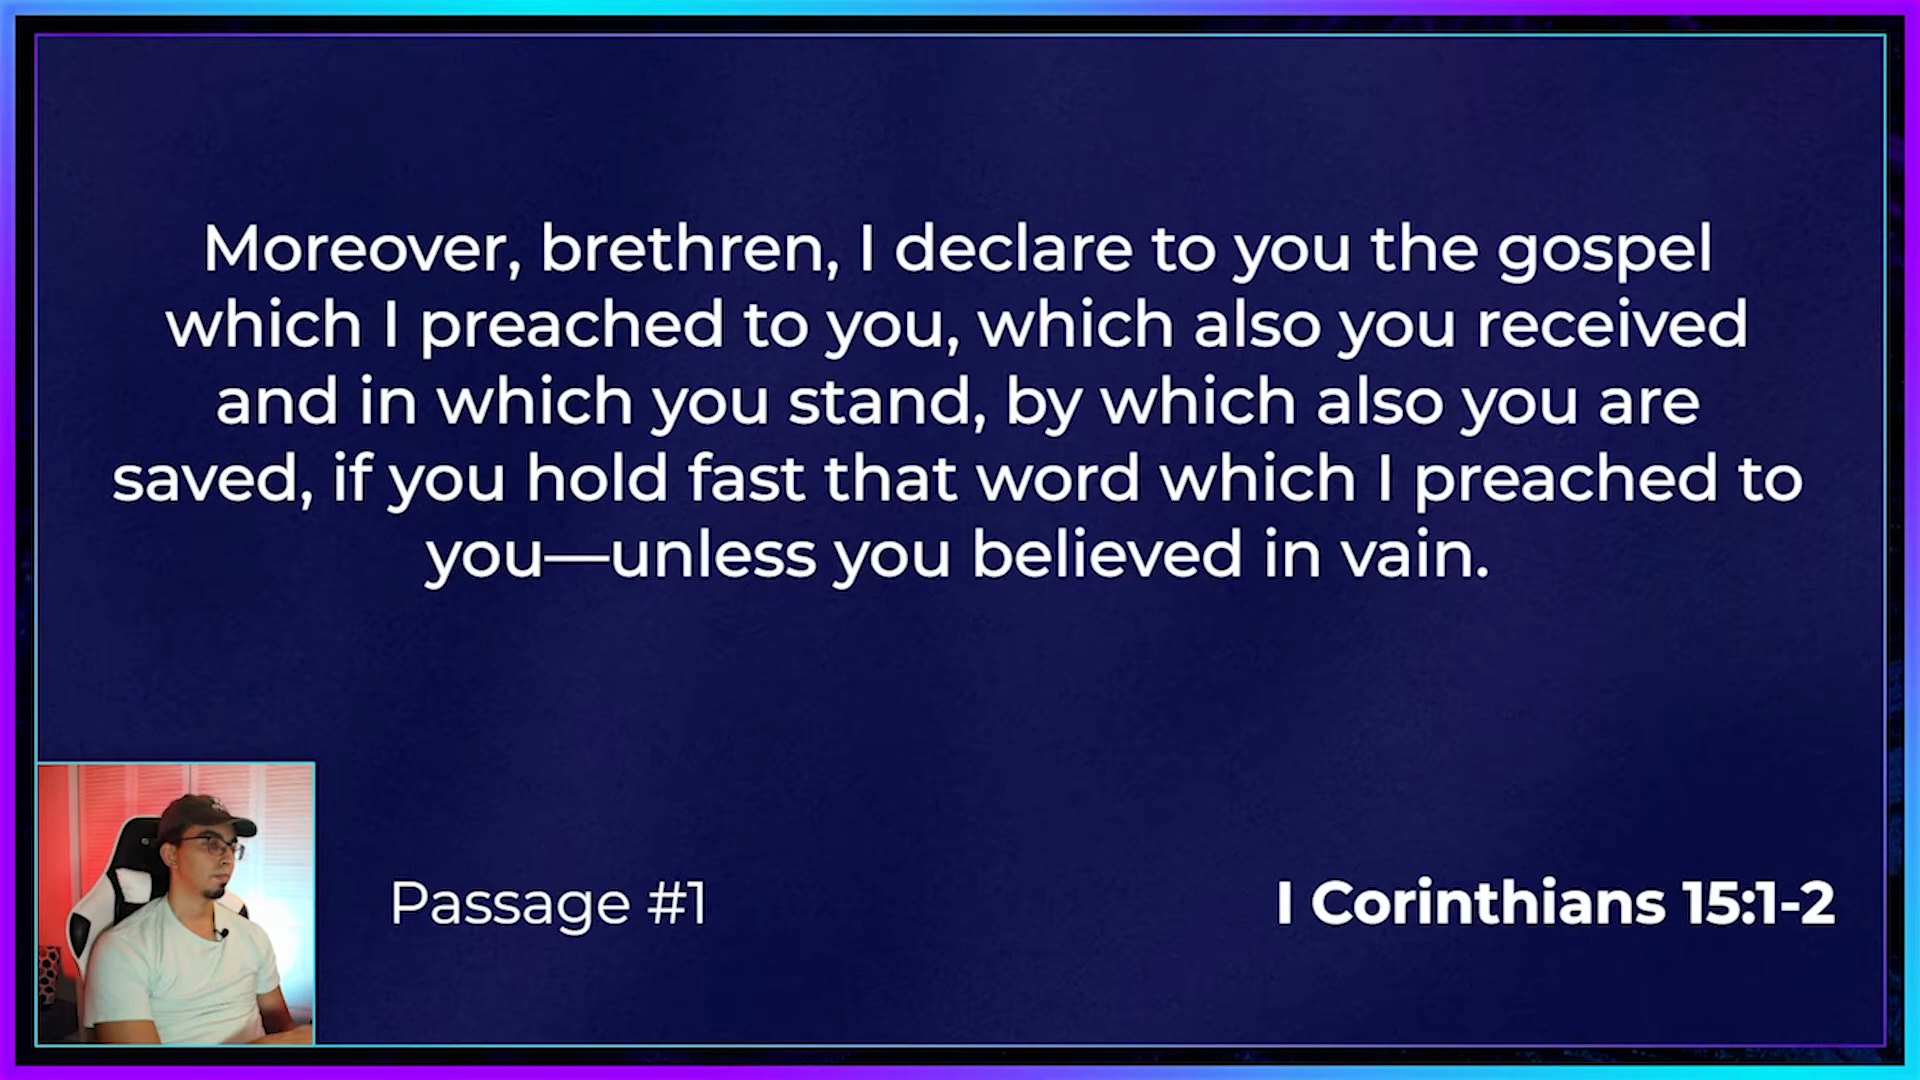 Moreover, brethren, I declare to you the gospel
which I preached to you, which also you received
and in which you stand, by which also you are
saved, if you hold fast that word which I preached to
you—unless you believed in vain.
Passage #1
I Corinthians 15:1-2